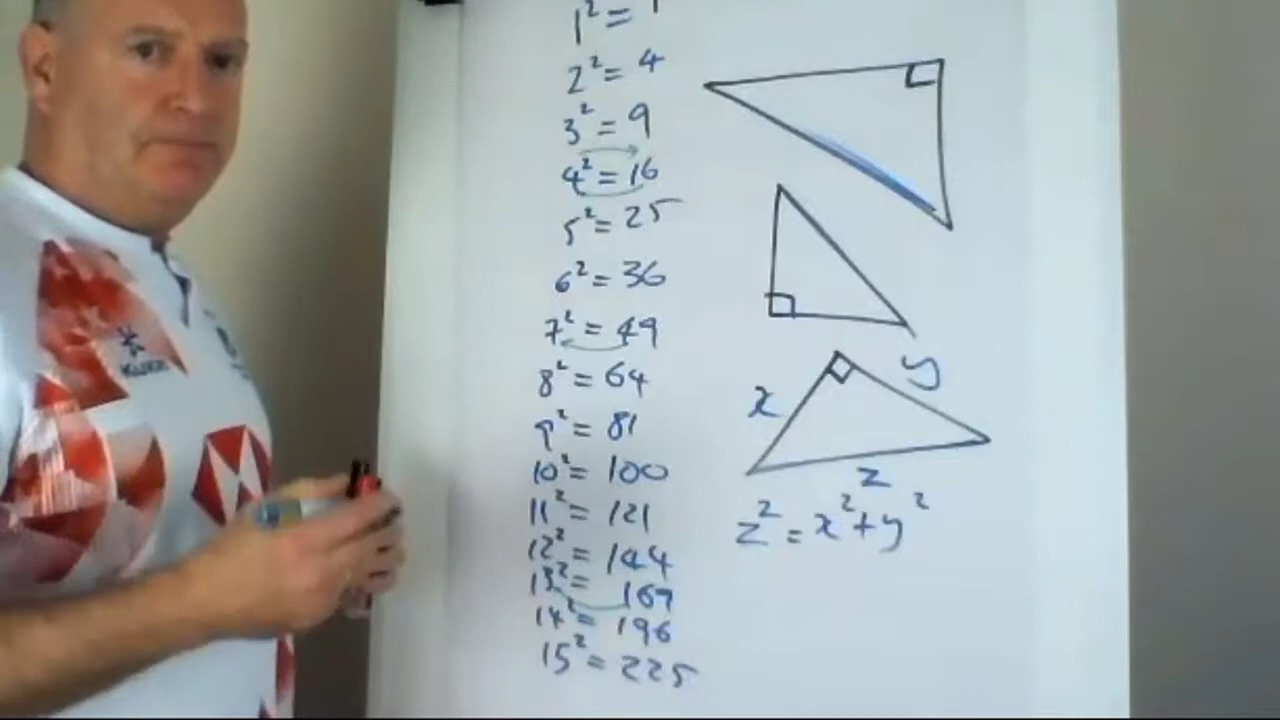 1² = 1
2² = 4
3² = 9
4² = 16
5² = 25
6² = 36
7² = 49
8² = 64
9² = 81
10² = 100
11² = 121
12² = 144
13² = 169
14² = 196
15² = 225
x
y
z
z² = x² + y²